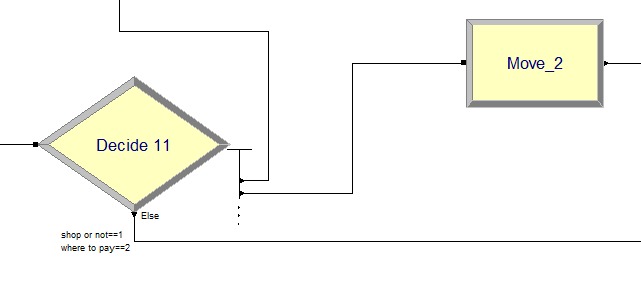 Move_2
Decide 11
Else
shop or not==1
where to pay==2